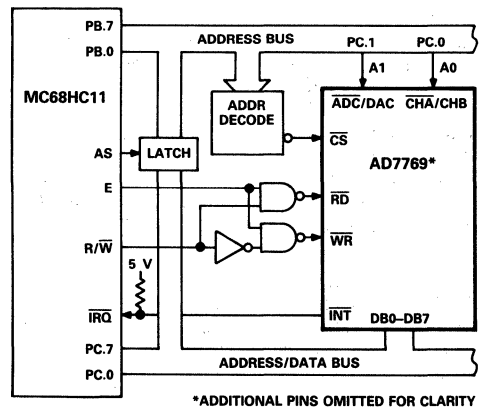 PB.7
ADDRESS BUS
PB.0
PC.1
PC.0
A1
A0
MC68HC11
ADDR
DECODE
ADC/DAC
CHA/CHB
CS
AD7769*
AS
LATCH
E
RD
WR
R/W
5 V
IRQ
INT
DB0–DB7
PC.7
ADDRESS/DATA BUS
PC.0
*ADDITIONAL PINS OMITTED FOR CLARITY